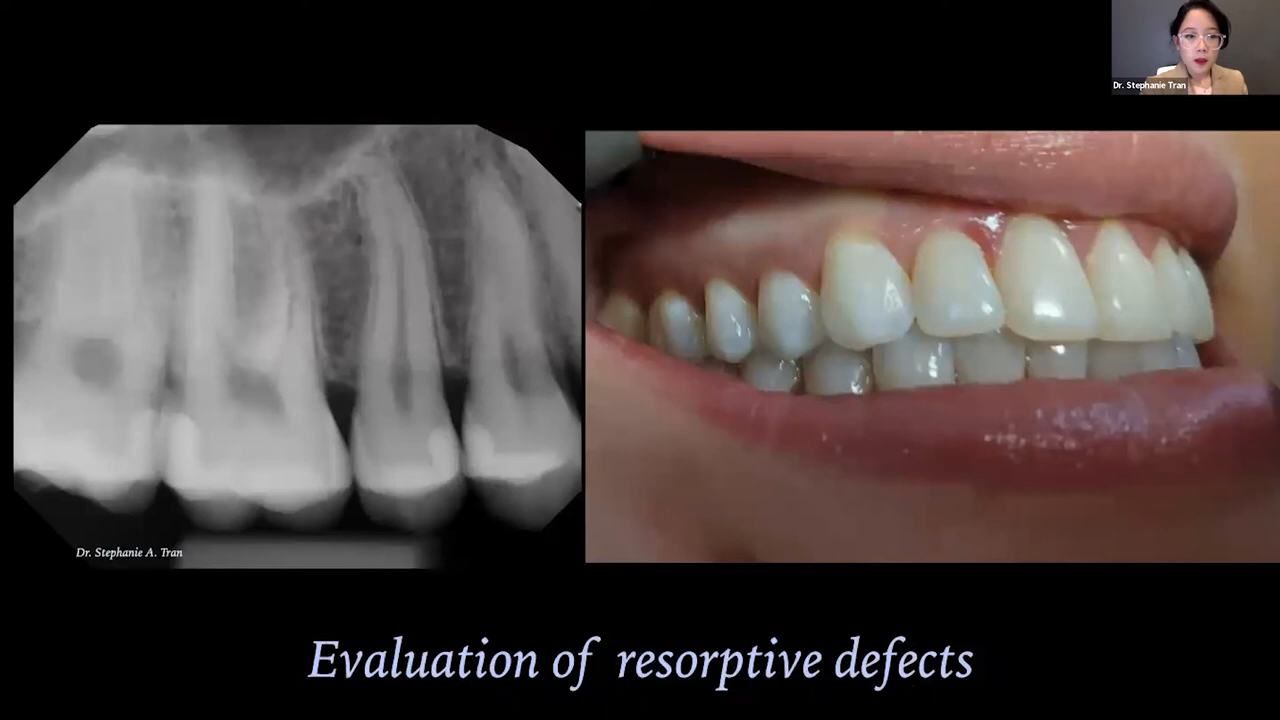 Dr. Stephanie Tran
Dr. Stephanie A. Tran
Evaluation of resorptive defects